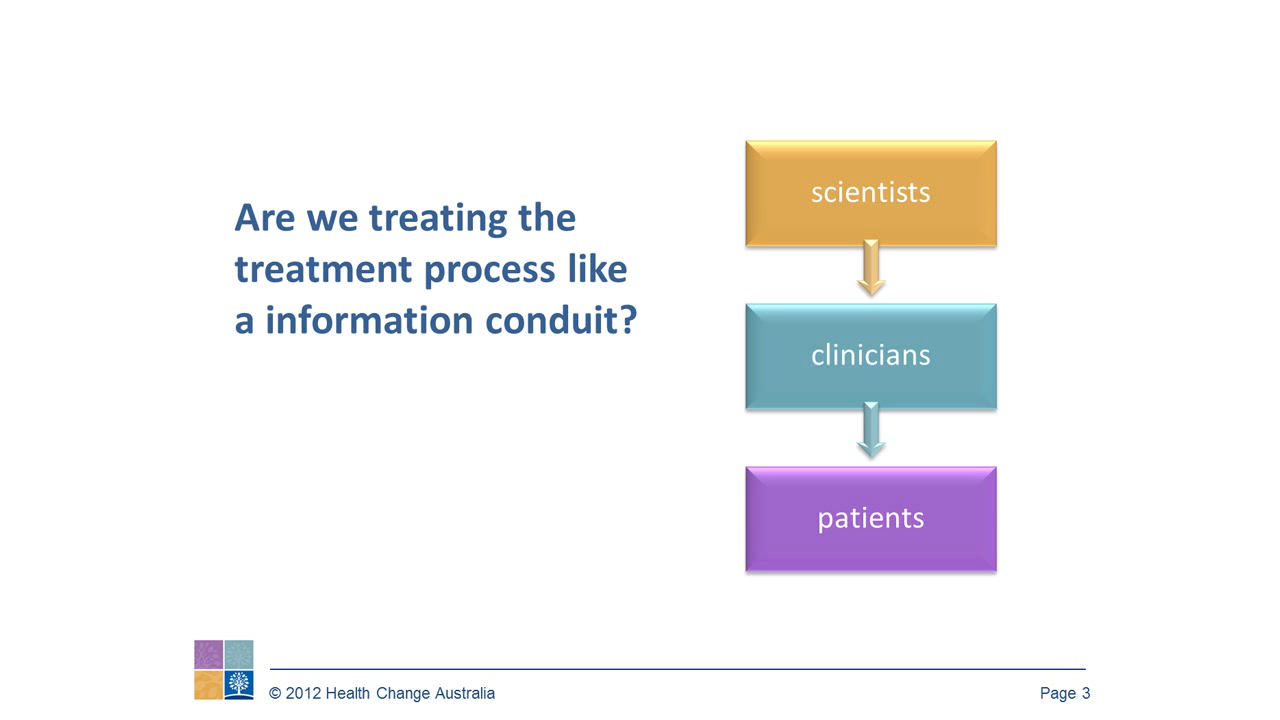 Are we treating the
treatment process like
a information conduit?
scientists
clinicians
patients
© 2012 Health Change Australia
Page 3